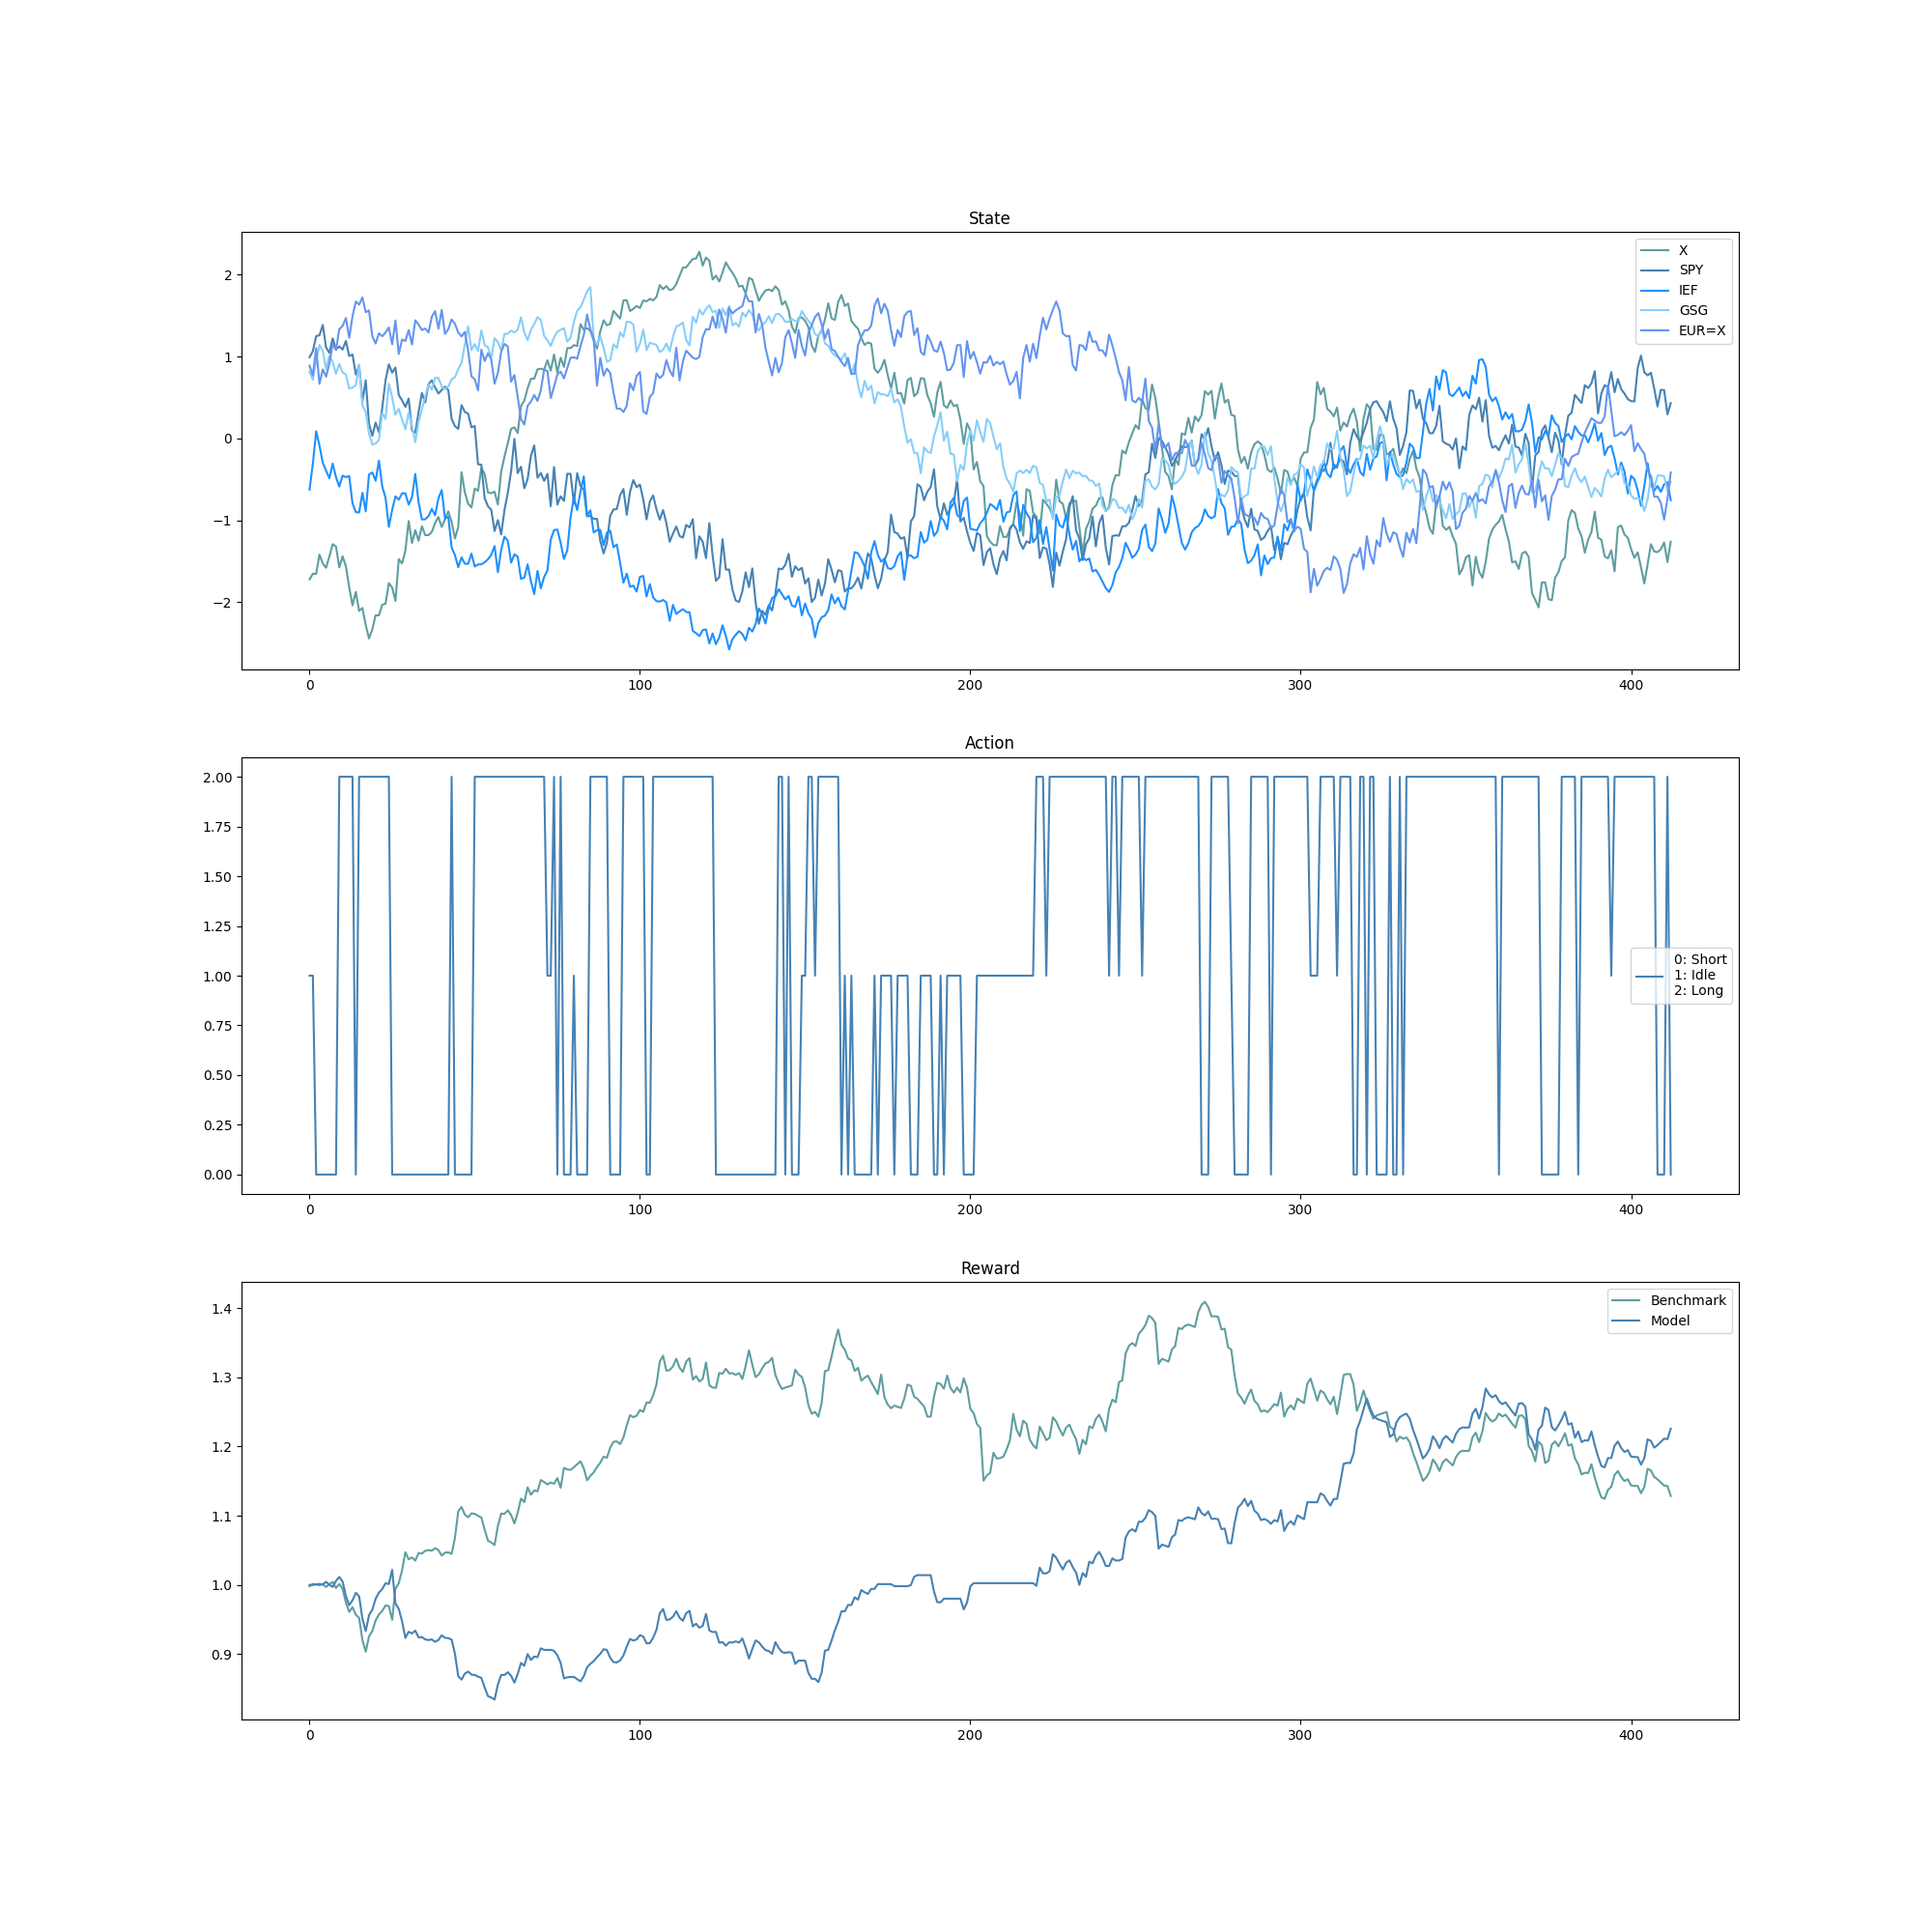 State
2
1
0
−1
−2
X
SPY
IEF
GSG
EUR=X
0 100 200 300 400
Action
2.00
1.75
1.50
1.25
1.00
0.75
0.50
0.25
0.00
0: Short
1: Idle
2: Long
0 100 200 300 400
Reward
1.4
1.3
1.2
1.1
1.0
0.9
Benchmark
Model
0 100 200 300 400